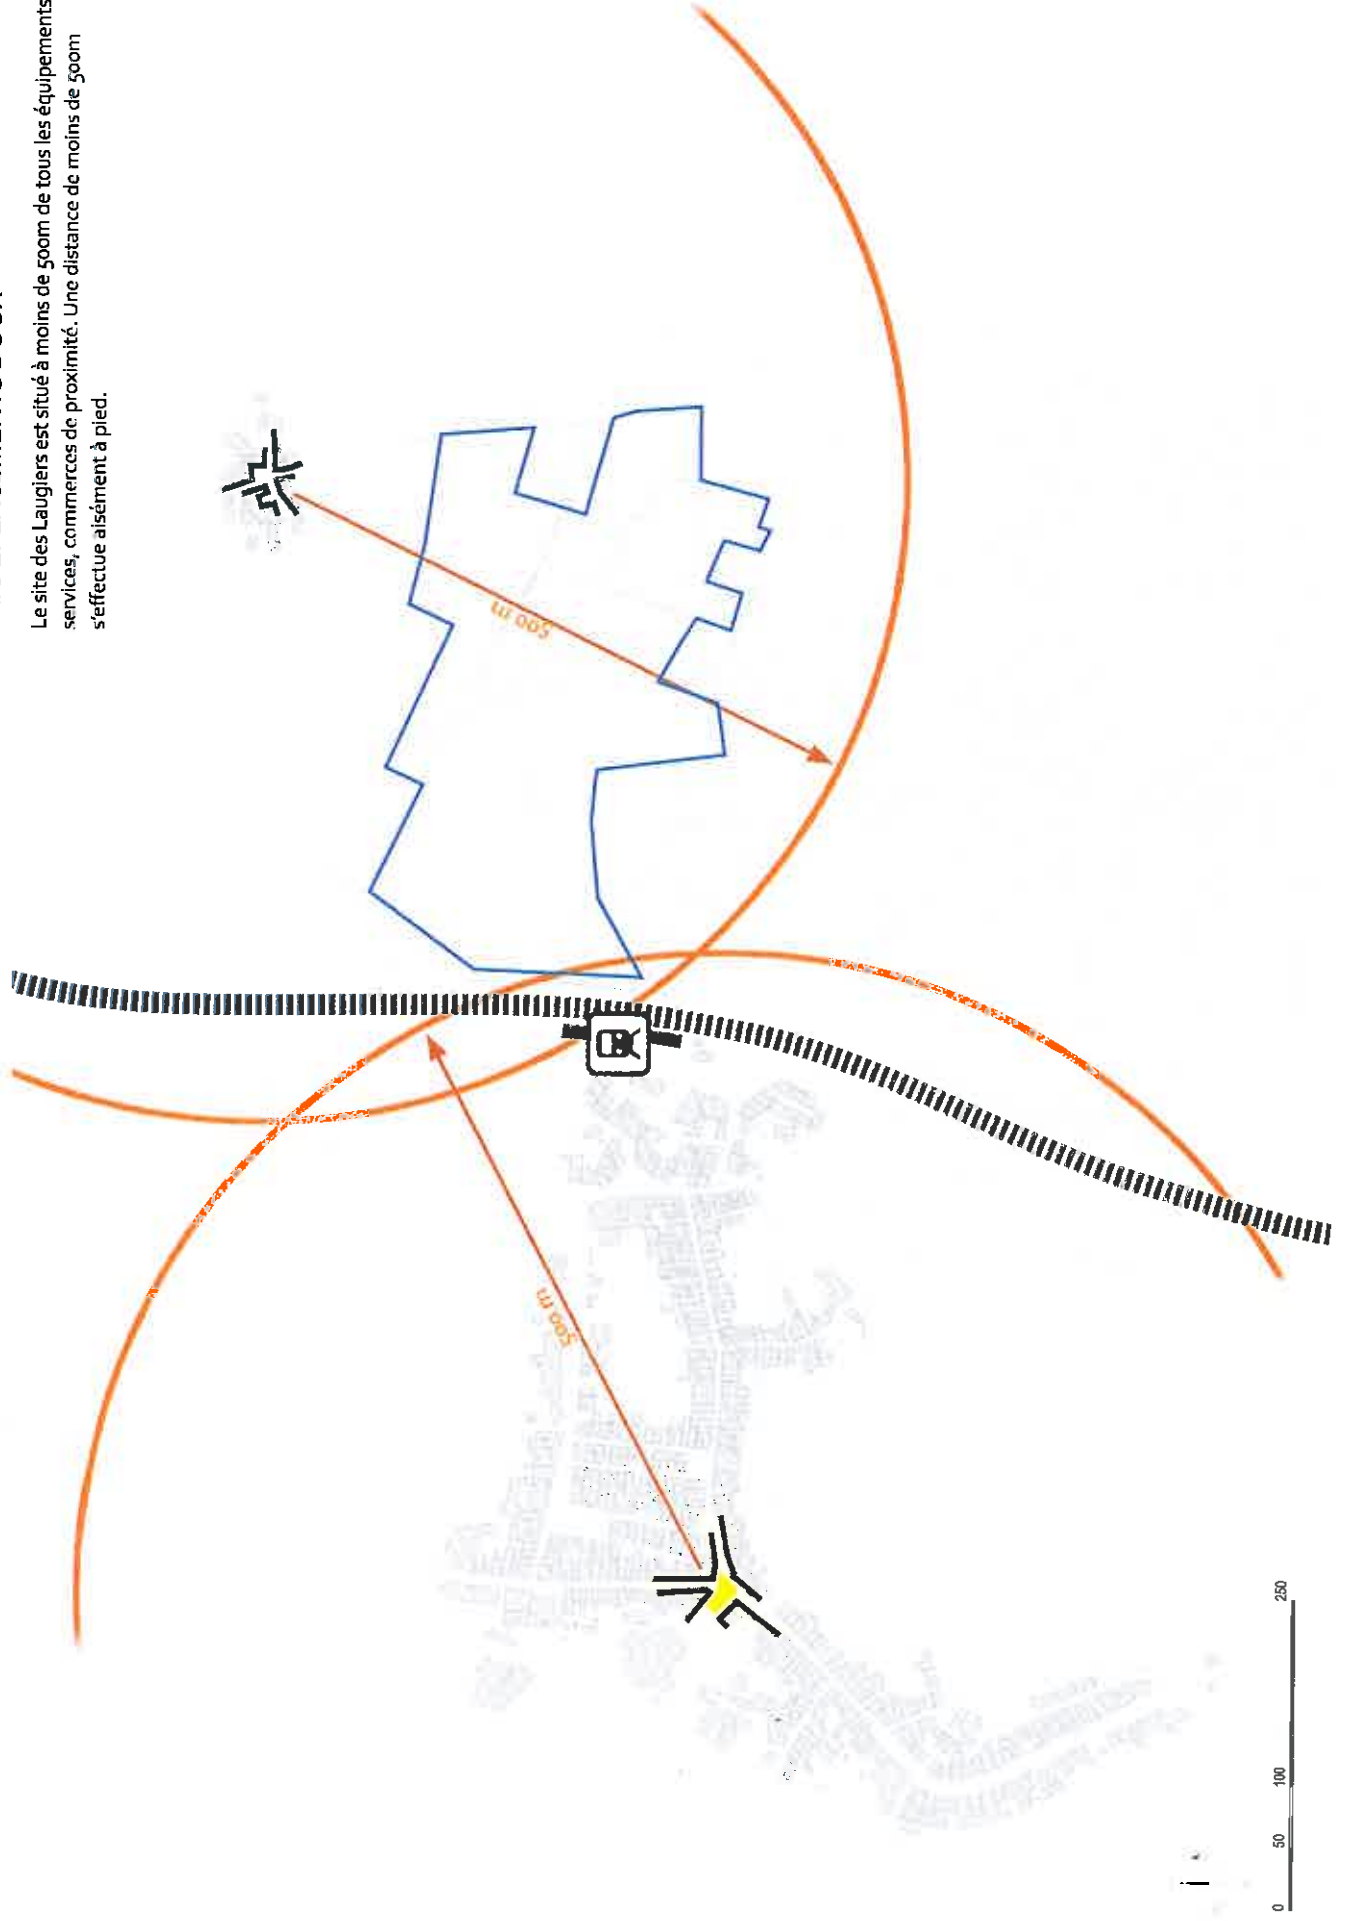 Le site des Laugiers est situé à moins de 500m de tous les équipements
services, commerces de proximité. Une distance de moins de 500m
s'effectue aisément à pied.
500 m
500 m
0 50 100 250